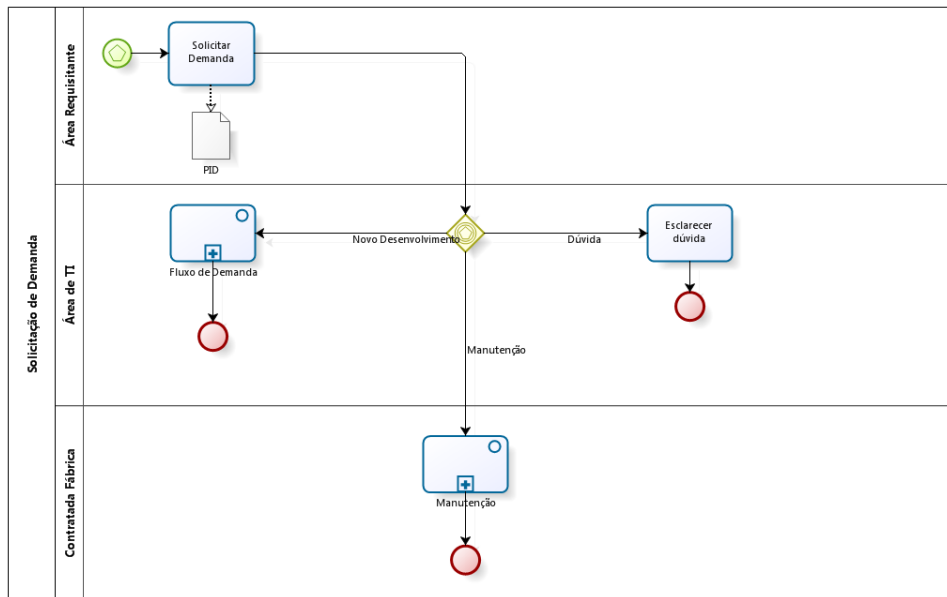 Solicitação de Demanda
Área Requisitante
Solicitar
Demanda
PID
Área de TI
Fluxo de Demanda
Novo Desenvolvimento
Dúvida
Esclarecer
dúvida
Manutenção
Contratada Fábrica
Manutenção